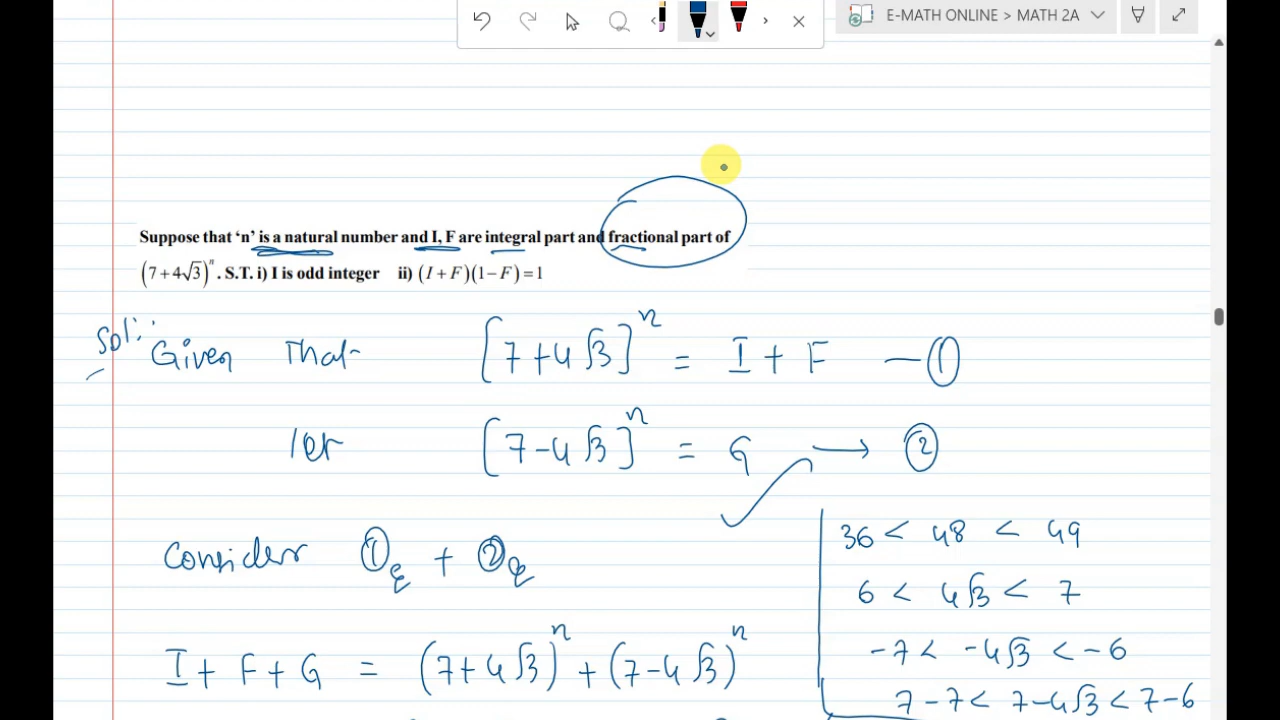 E-MATH ONLINE > MATH 2A
Suppose that ‘n’ is a natural number and I, F are integral part and fractional part of
(7+4√3)ⁿ. S.T. i) I is odd integer ii) (I+F)(1−F)=1
Sol:
Given That [7+4√3]ⁿ = I + F —①
let [7-4√3]ⁿ = G → ②
Consider ①q + ②q
I + F + G = (7+4√3)ⁿ + (7-4√3)ⁿ
36 < 48 < 49
6 < 4√3 < 7
-7 < -4√3 < -6
7-7 < 7-4√3 < 7-6